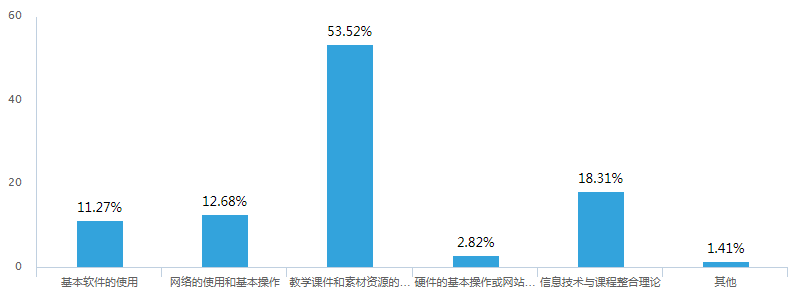 60
53.52%
40
20
18.31%
12.68%
11.27%
2.82%
1.41%
0
基本软件的使用
网络的使用和基本操作
教学课件和素材资源的...
硬件的基本操作或网站...
信息技术与课程整合理论
其他